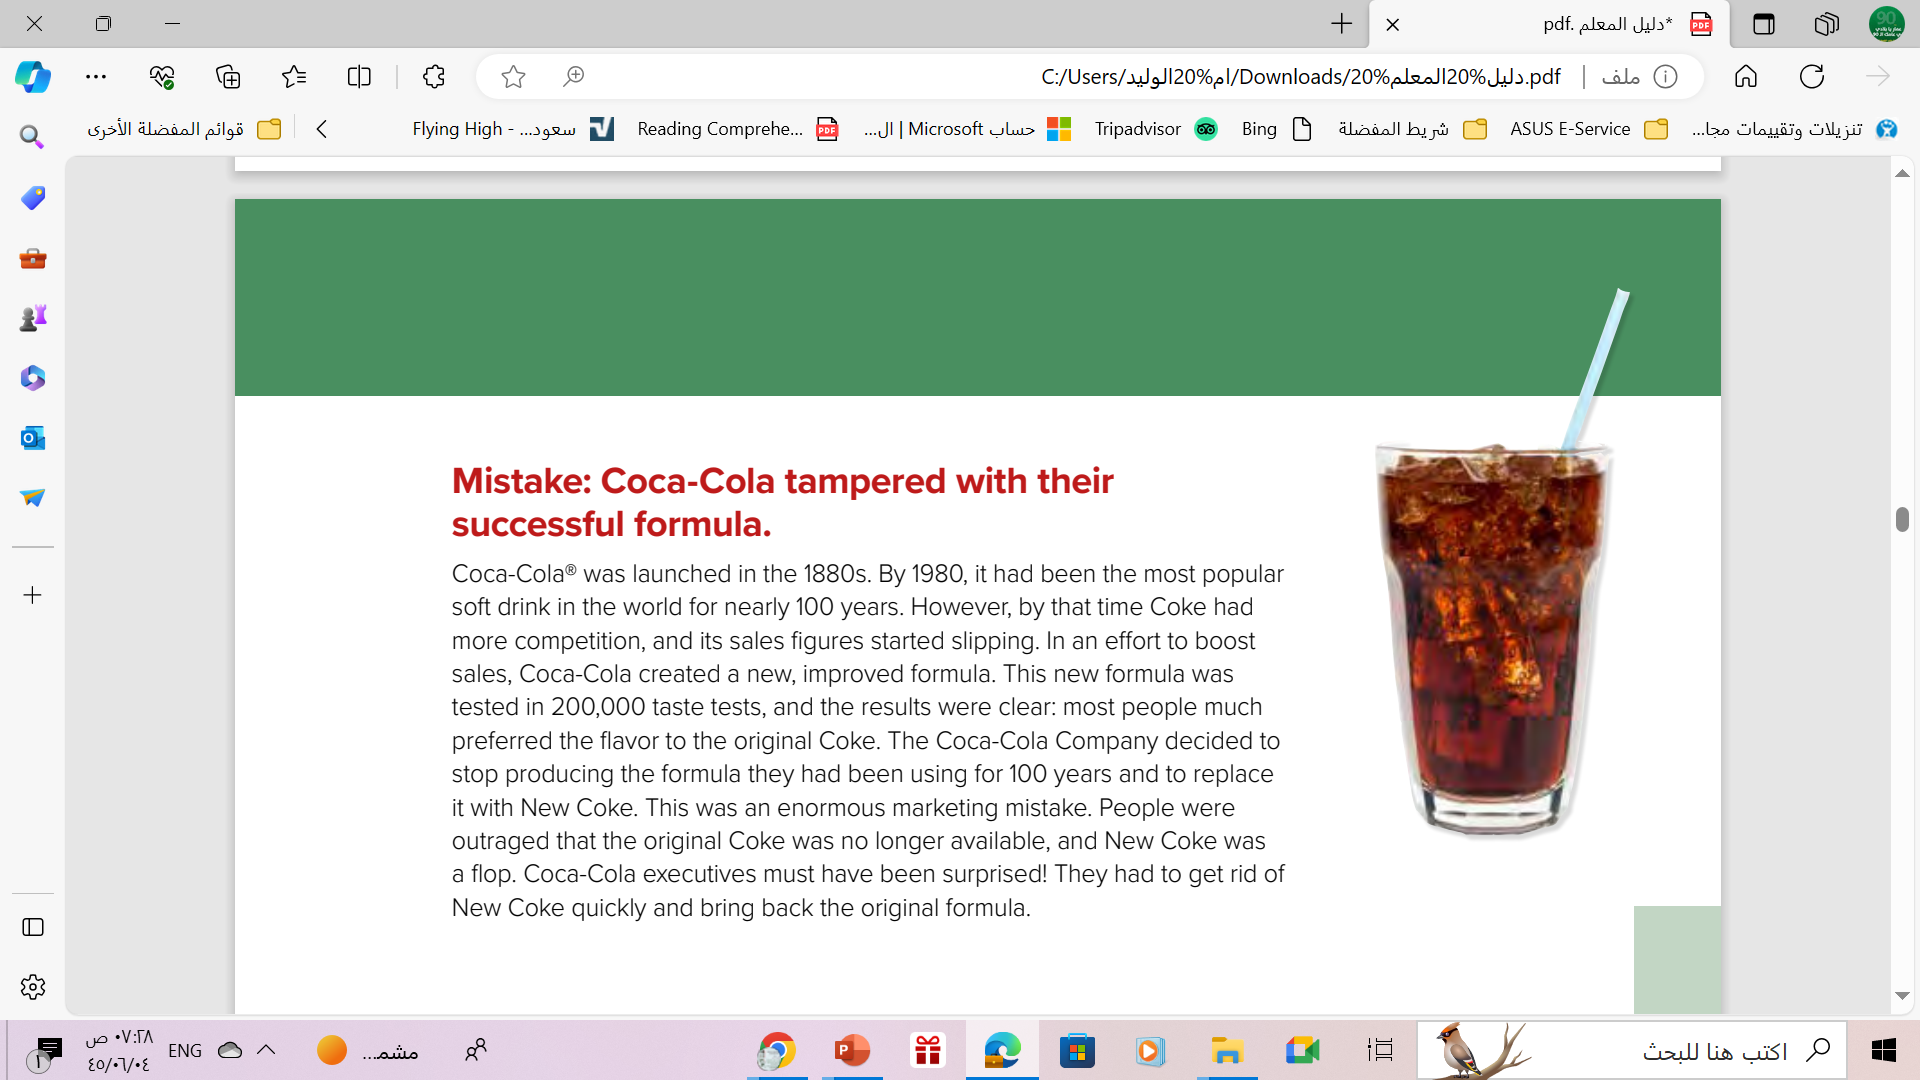 *دليل المعلم .pdf
C:/Users/ام%20الوليد/Downloads/دليل%20المعلم%20.pdf
ملف
قوائم المفضلة الأخرى
Flying High - سعود...
Reading Comprehe...
حساب Microsoft | ال...
Tripadvisor
Bing
شريط المفضلة
ASUS E-Service
تنزيلات وتقييمات مجا...
Mistake: Coca-Cola tampered with their
successful formula.
Coca-Cola® was launched in the 1880s. By 1980, it had been the most popular
soft drink in the world for nearly 100 years. However, by that time Coke had
more competition, and its sales figures started slipping. In an effort to boost
sales, Coca-Cola created a new, improved formula. This new formula was
tested in 200,000 taste tests, and the results were clear: most people much
preferred the flavor to the original Coke. The Coca-Cola Company decided to
stop producing the formula they had been using for 100 years and to replace
it with New Coke. This was an enormous marketing mistake. People were
outraged that the original Coke was no longer available, and New Coke was
a flop. Coca-Cola executives must have been surprised! They had to get rid of
New Coke quickly and bring back the original formula.
٠٧:٢٨ ص
٤٥/٠٦/٠٤
ENG
مشم...
اكتب هنا للبحث